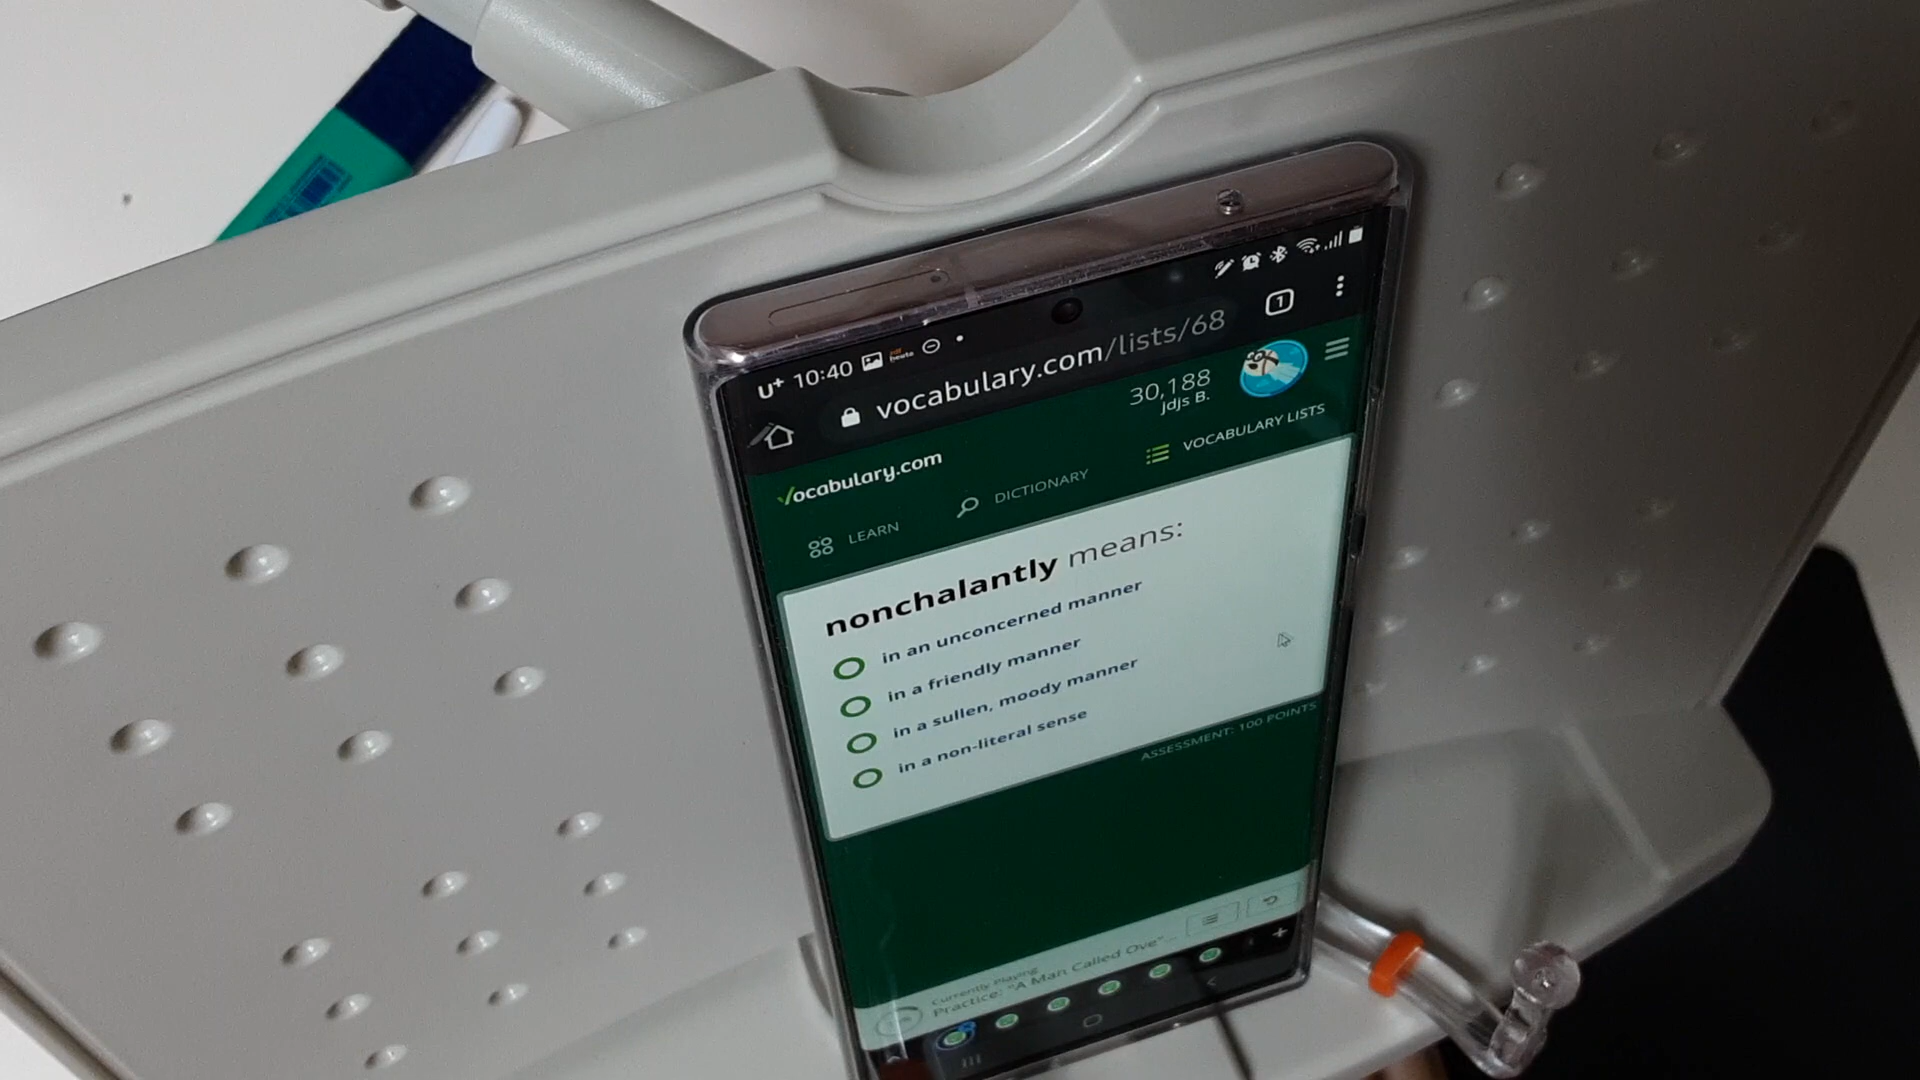 U+ 10:40
vocabulary.com/lists/68
1
30,188
jdjs B.
Vocabulary.com
LEARN
DICTIONARY
VOCABULARY LISTS
nonchalantly means:
in an unconcerned manner
in a friendly manner
in a sullen, moody manner
in a non-literal sense
ASSESSMENT: 100 POINTS
Currently Playing:
Practice: "A Man Called Ove"...